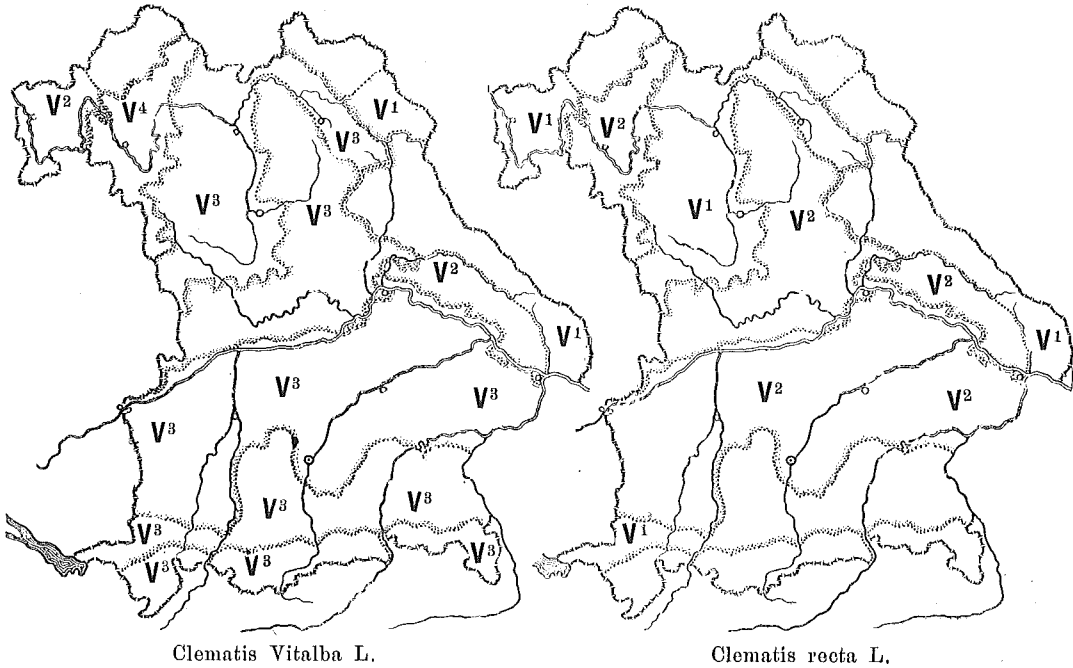 V²
V⁴
V¹
V³
V³
V³
V²
V¹
V³
V³
V³
V³
V³
V³
V³
V³
V³
Clematis Vitalba L.
V¹
V²
V¹
V²
V²
V¹
V²
V²
V¹
Clematis recta L.